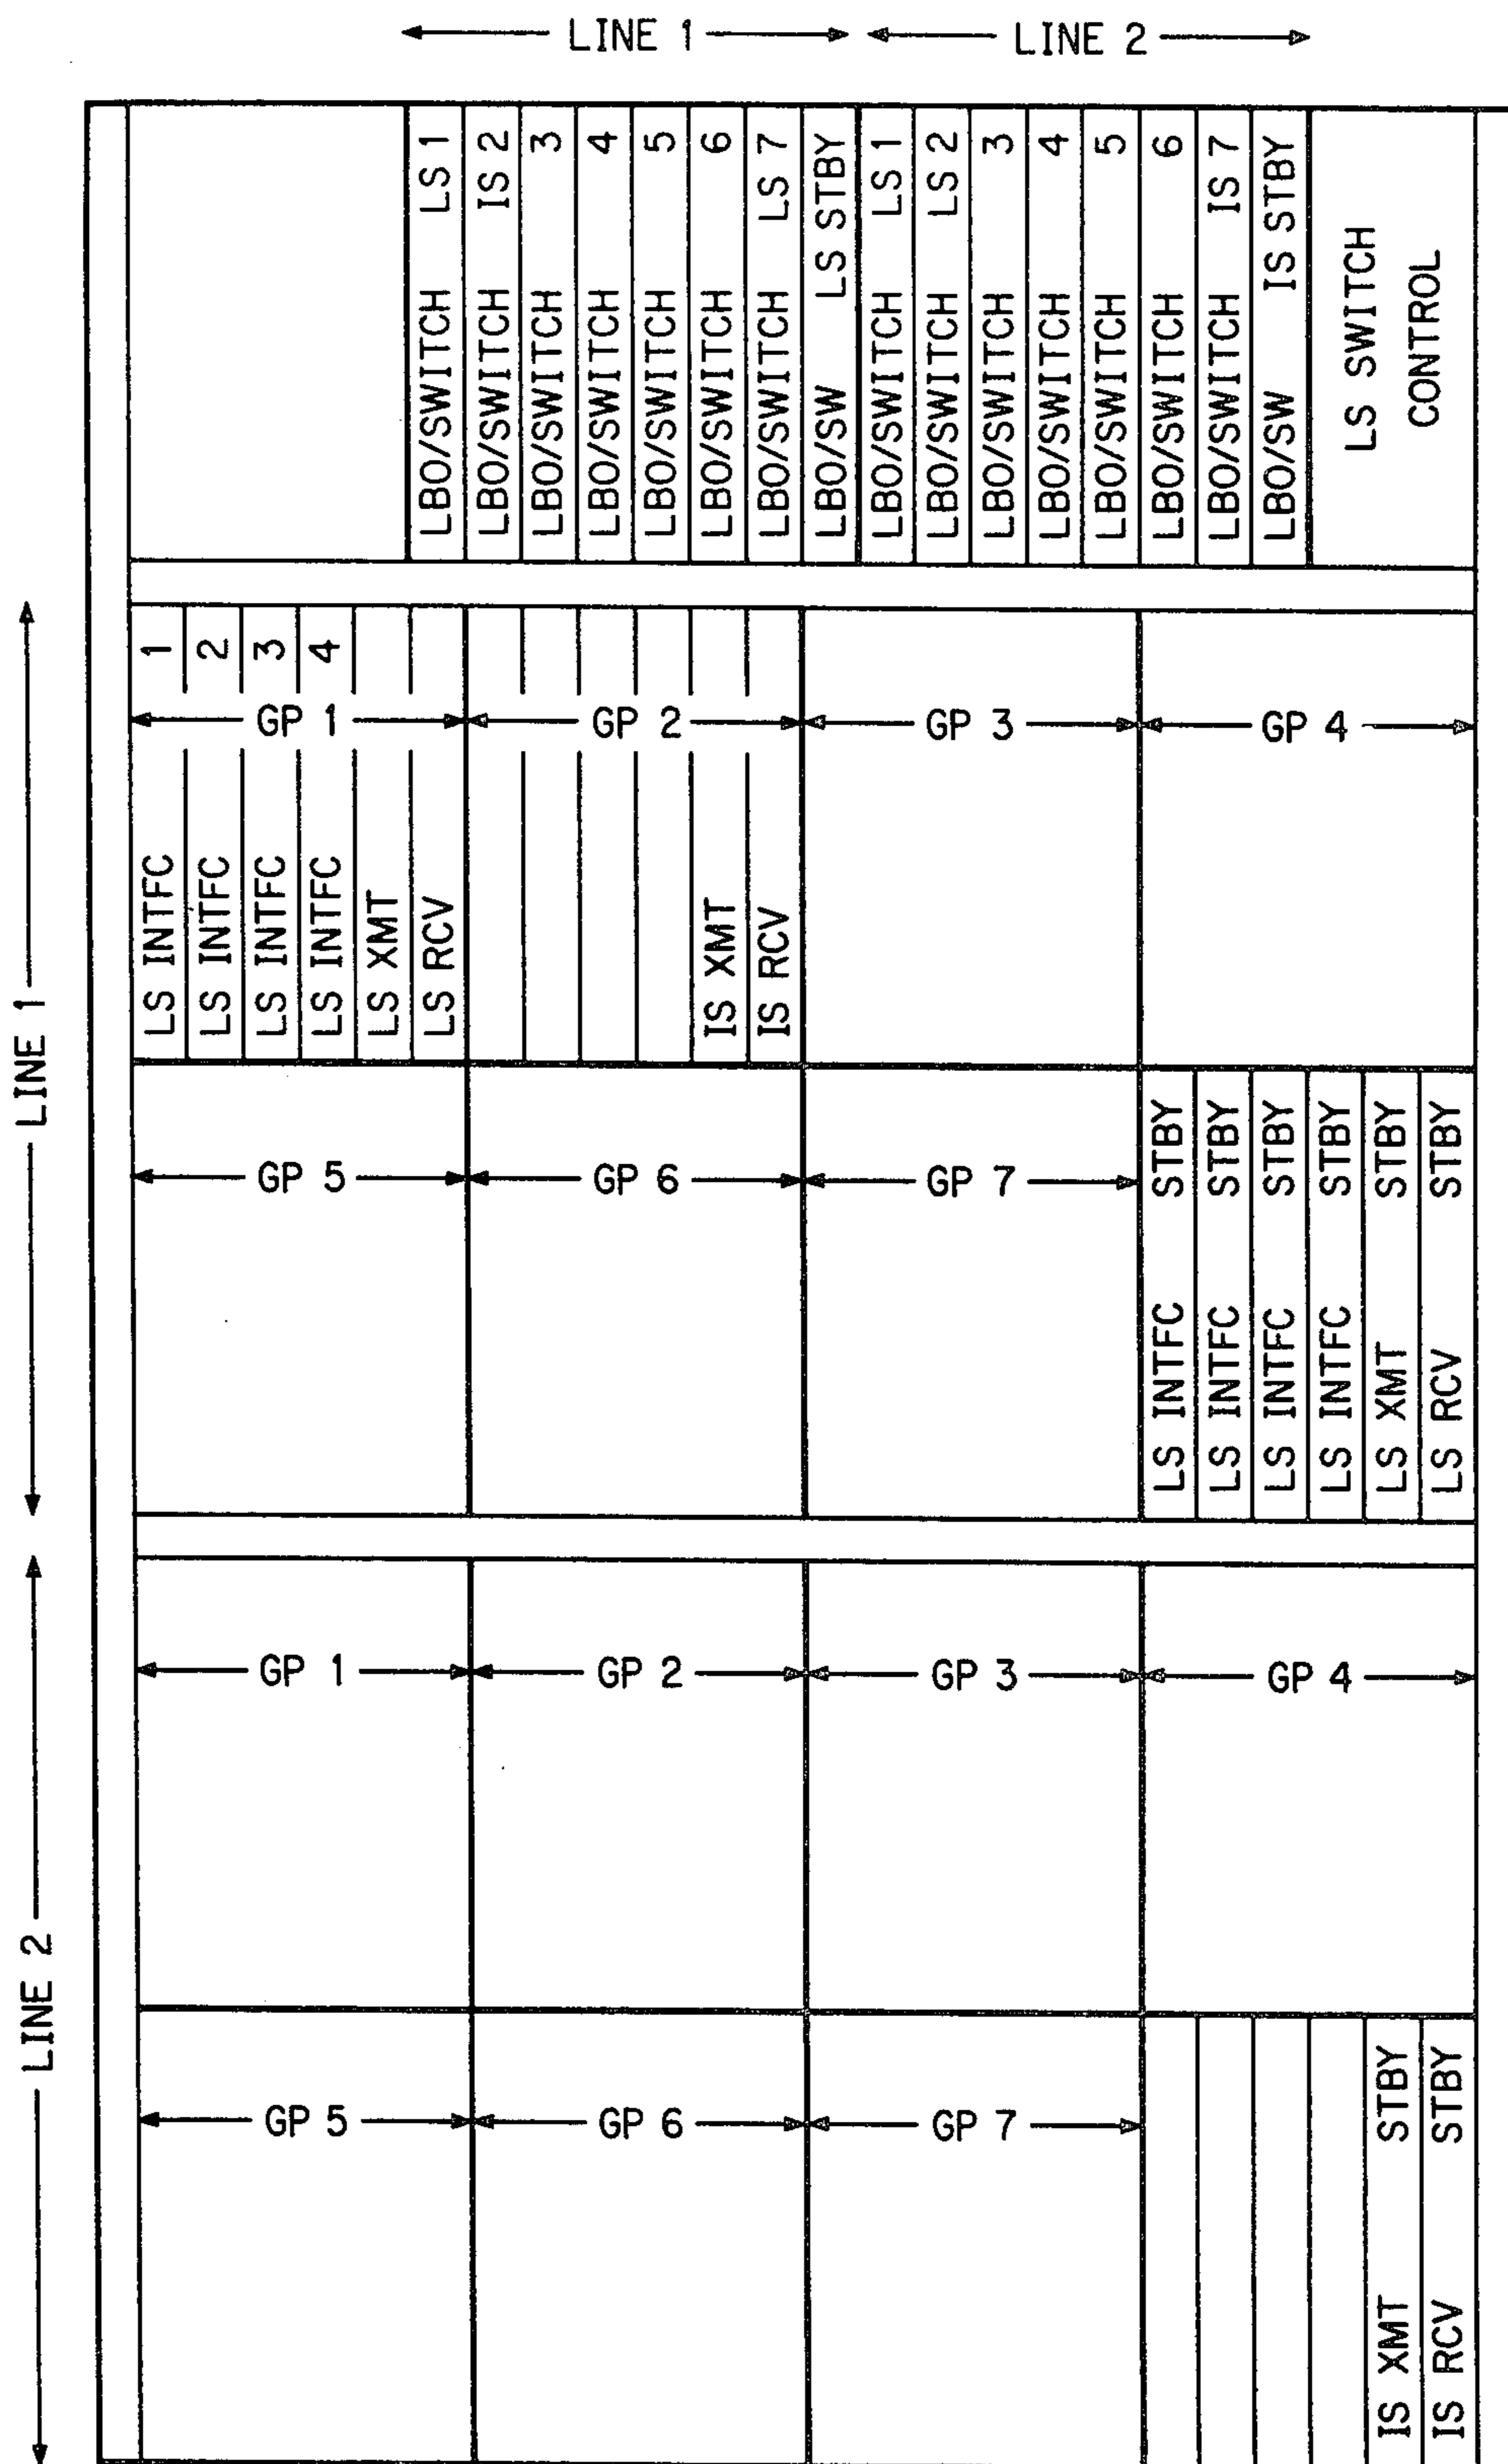 LINE 1
LINE 2
LBO/SWITCH LS 1
LBO/SWITCH IS 2
LBO/SWITCH 3
LBO/SWITCH 4
LBO/SWITCH 5
LBO/SWITCH 6
LBO/SWITCH LS 7
LBO/SW LS STBY
LBO/SWITCH LS 1
LBO/SWITCH LS 2
LBO/SWITCH 3
LBO/SWITCH 4
LBO/SWITCH 5
LBO/SWITCH 6
LBO/SWITCH IS 7
LBO/SW IS STBY
LS SWITCH
CONTROL
LINE 1
GP 1
LS INTFC 1
LS INTFC 2
LS INTFC 3
LS INTFC 4
LS XMT
LS RCV
GP 2
IS XMT
IS RCV
GP 3
GP 4
GP 5
GP 6
GP 7
LS INTFC STBY
LS INTFC STBY
LS INTFC STBY
LS INTFC STBY
LS XMT STBY
LS RCV STBY
LINE 2
GP 1
GP 2
GP 3
GP 4
GP 5
GP 6
GP 7
IS XMT STBY
IS RCV STBY